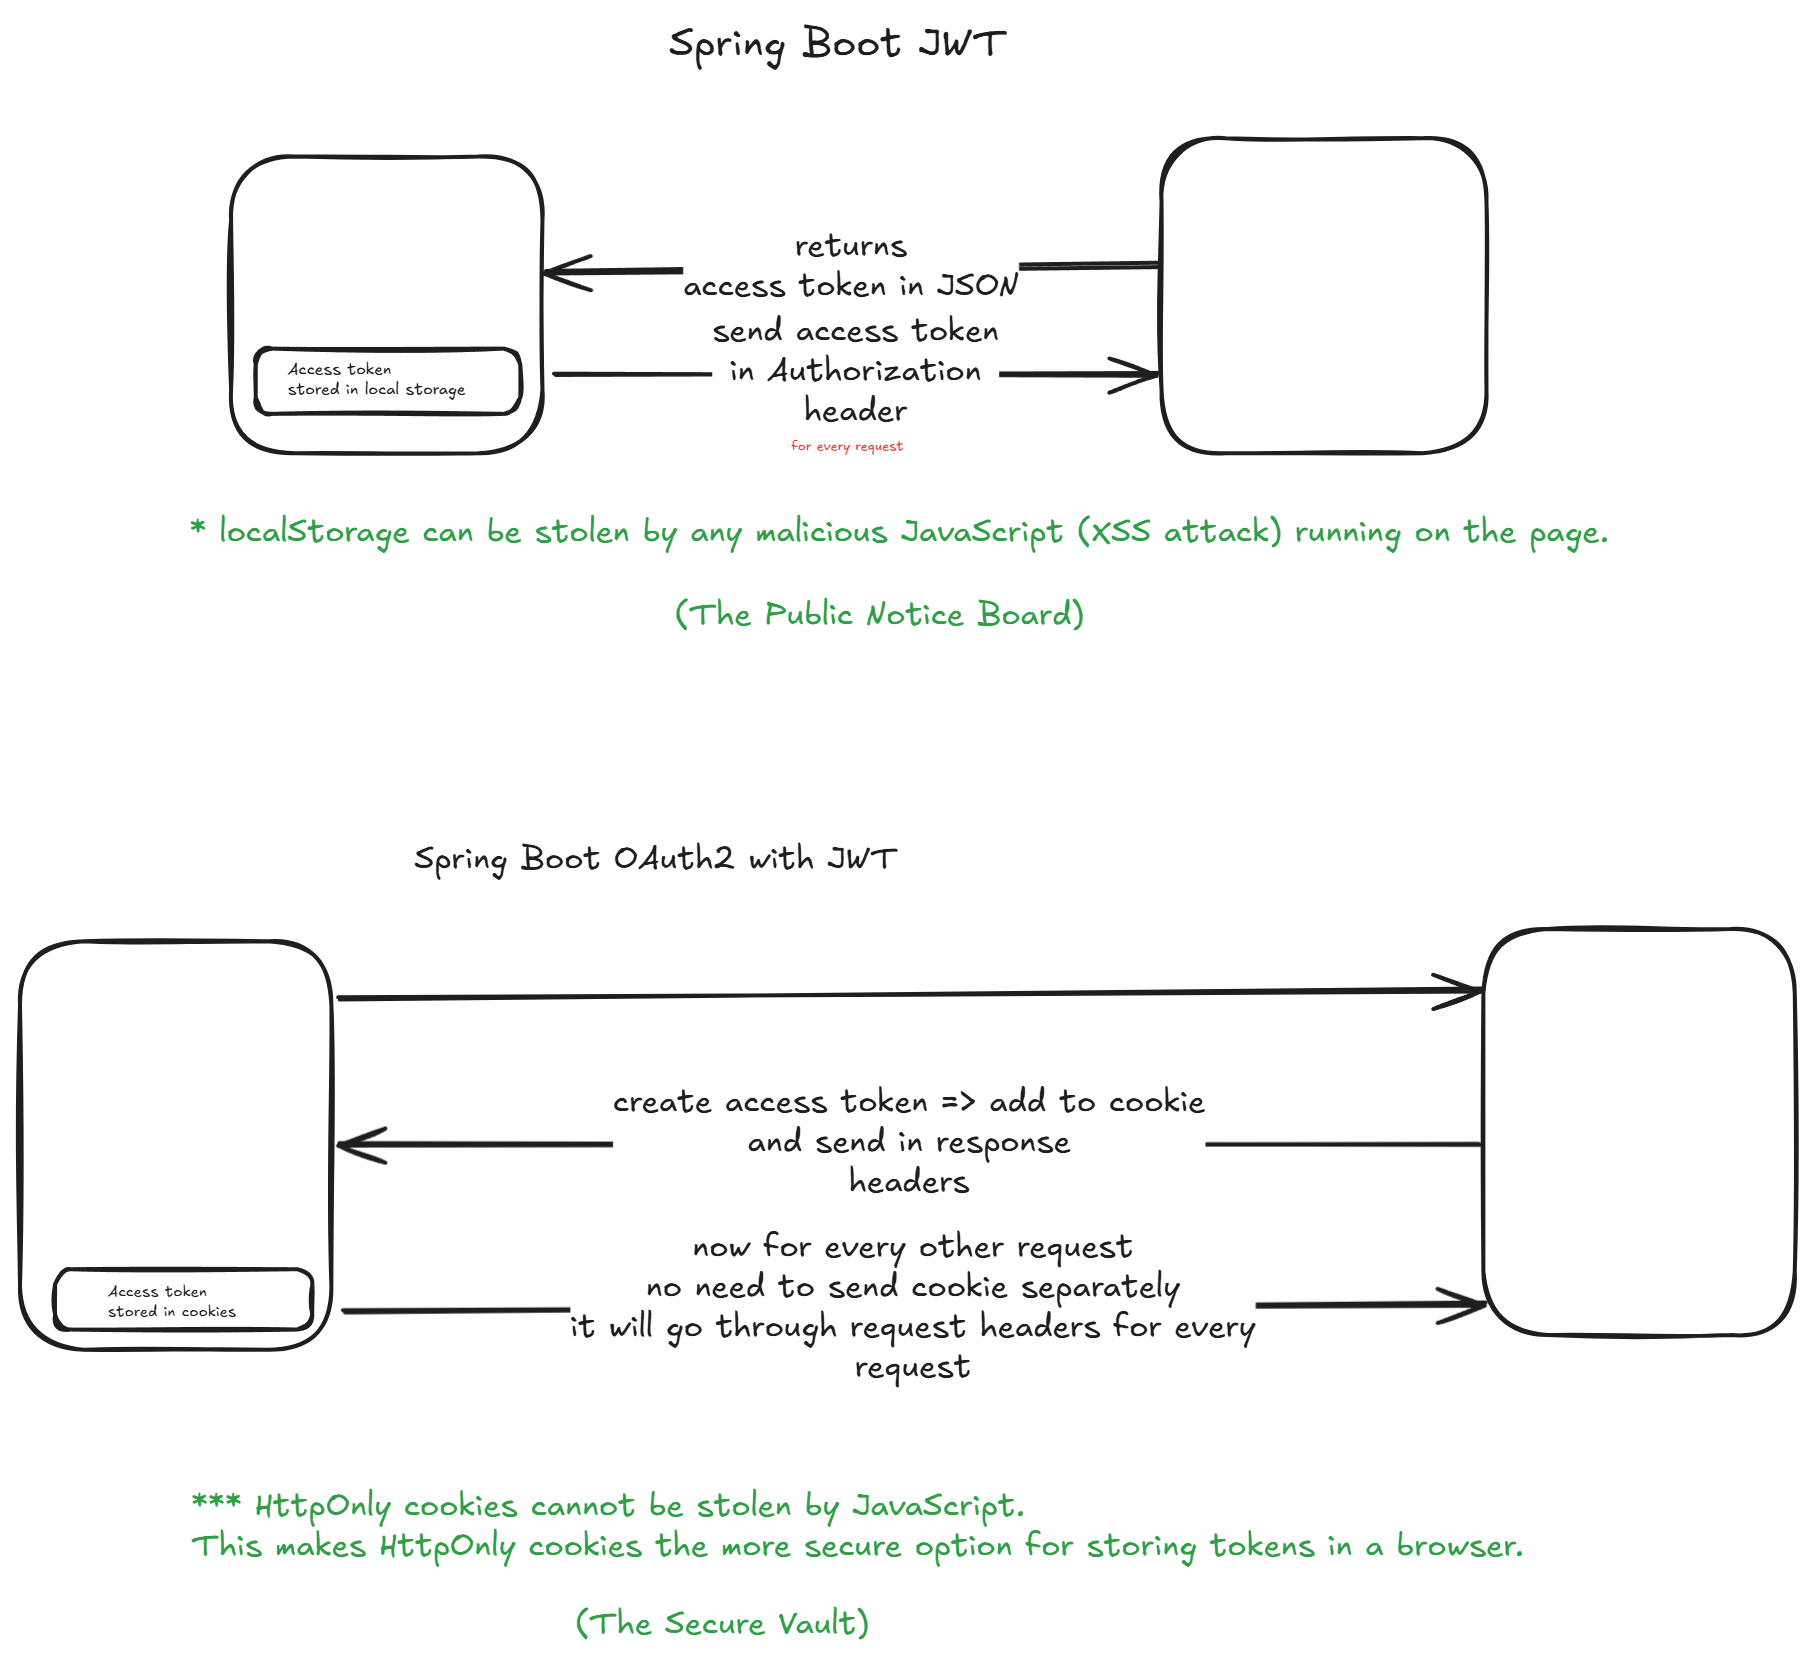 Spring Boot JWT
returns
access token in JSON
send access token
in Authorization
header
for every request
Access token
stored in local storage
* localStorage can be stolen by any malicious JavaScript (XSS attack) running on the page.
(The Public Notice Board)
Spring Boot OAuth2 with JWT
create access token => add to cookie
and send in response
headers
now for every other request
no need to send cookie separately
it will go through request headers for every
request
Access token
stored in cookies
*** HttpOnly cookies cannot be stolen by JavaScript.
This makes HttpOnly cookies the more secure option for storing tokens in a browser.
(The Secure Vault)